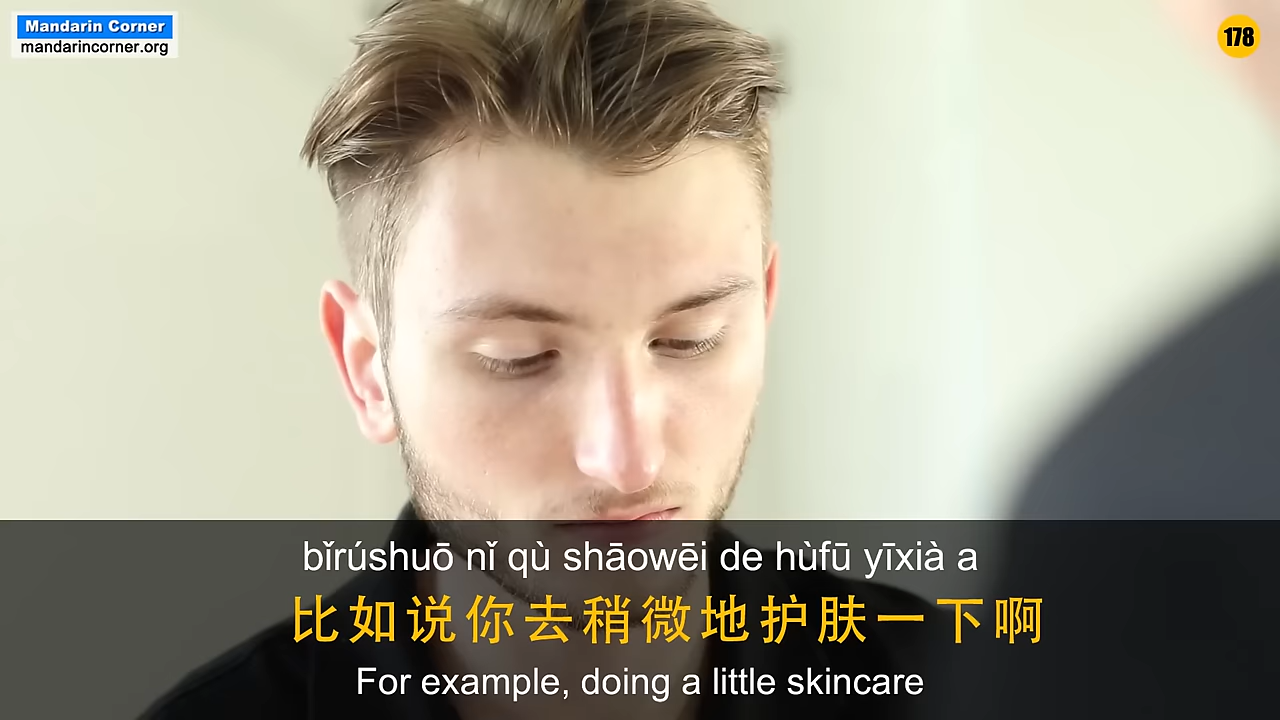 Mandarin Corner
mandarincorner.org
178
bǐrúshuō nǐ qù shāowēi de hùfū yīxià a
比如说你去稍微地护肤一下啊
For example, doing a little skincare